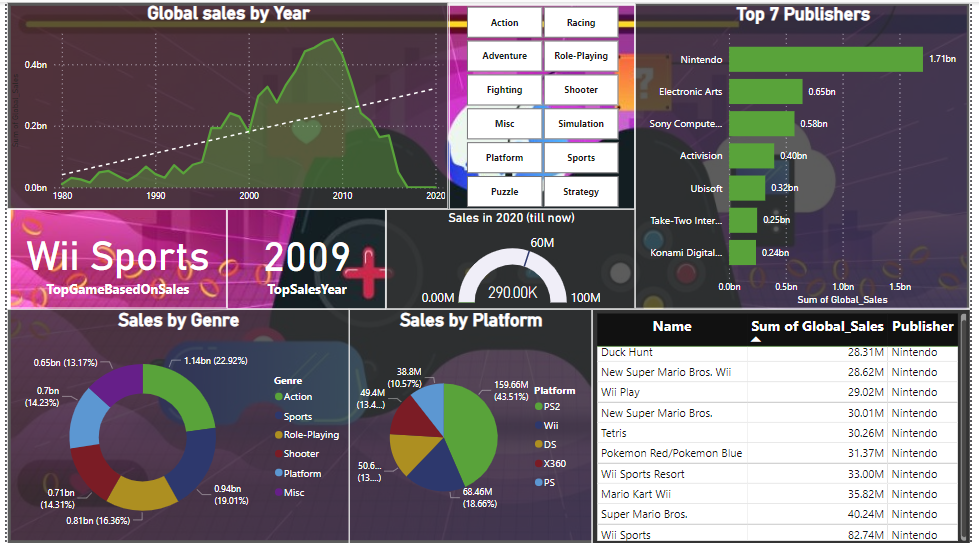 Global sales by Year
0.4bn
0.2bn
0.0bn
1980 1990 2000 2010 2020
Action Racing
Adventure Role-Playing
Fighting Shooter
Misc Simulation
Platform Sports
Puzzle Strategy
Top 7 Publishers
Nintendo 1.71bn
Electronic Arts 0.65bn
Sony Compute... 0.58bn
Activision 0.40bn
Ubisoft 0.32bn
Take-Two Inter... 0.25bn
Konami Digital... 0.24bn
0.0bn 0.5bn 1.0bn 1.5bn
Sum of Global_Sales
Wii Sports
TopGameBasedOnSales
2009
TopSalesYear
Sales in 2020 (till now)
60M
0.00M 290.00K 100M
Sales by Genre
0.65bn (13.17%)
1.14bn (22.92%)
0.7bn
(14.23%)
0.71bn
(14.31%)
0.81bn (16.36%)
0.94bn
(19.01%)
Genre
Action
Sports
Role-Playing
Shooter
Platform
Misc
Sales by Platform
38.8M
(10.57%)
49.4M
(13.4...)
50.6...
(13....)
68.46M
(18.66%)
159.66M
(43.51%)
Platform
PS2
Wii
DS
X360
PS
Name Sum of Global_Sales Publisher
Duck Hunt 28.31M Nintendo
New Super Mario Bros. Wii 28.62M Nintendo
Wii Play 29.02M Nintendo
New Super Mario Bros. 30.01M Nintendo
Tetris 30.26M Nintendo
Pokemon Red/Pokemon Blue 31.37M Nintendo
Wii Sports Resort 33.00M Nintendo
Mario Kart Wii 35.82M Nintendo
Super Mario Bros. 40.24M Nintendo
Wii Sports 82.74M Nintendo